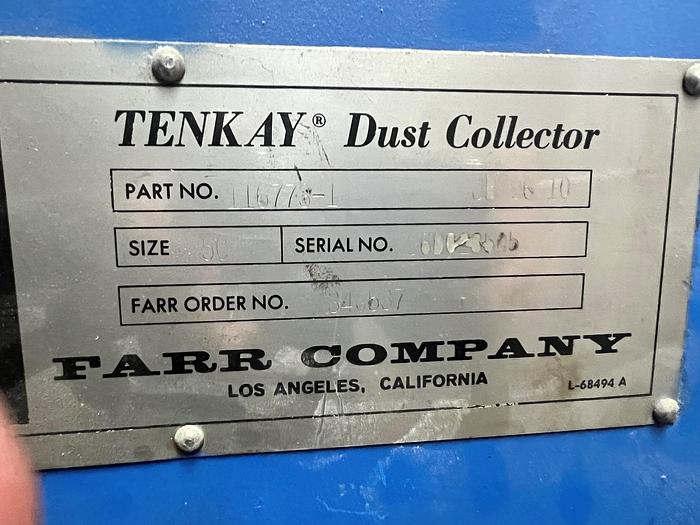 TENKAY® Dust Collector
PART NO.
SIZE SERIAL NO.
FARR ORDER NO.
FARR COMPANY
LOS ANGELES, CALIFORNIA
L-68494 A